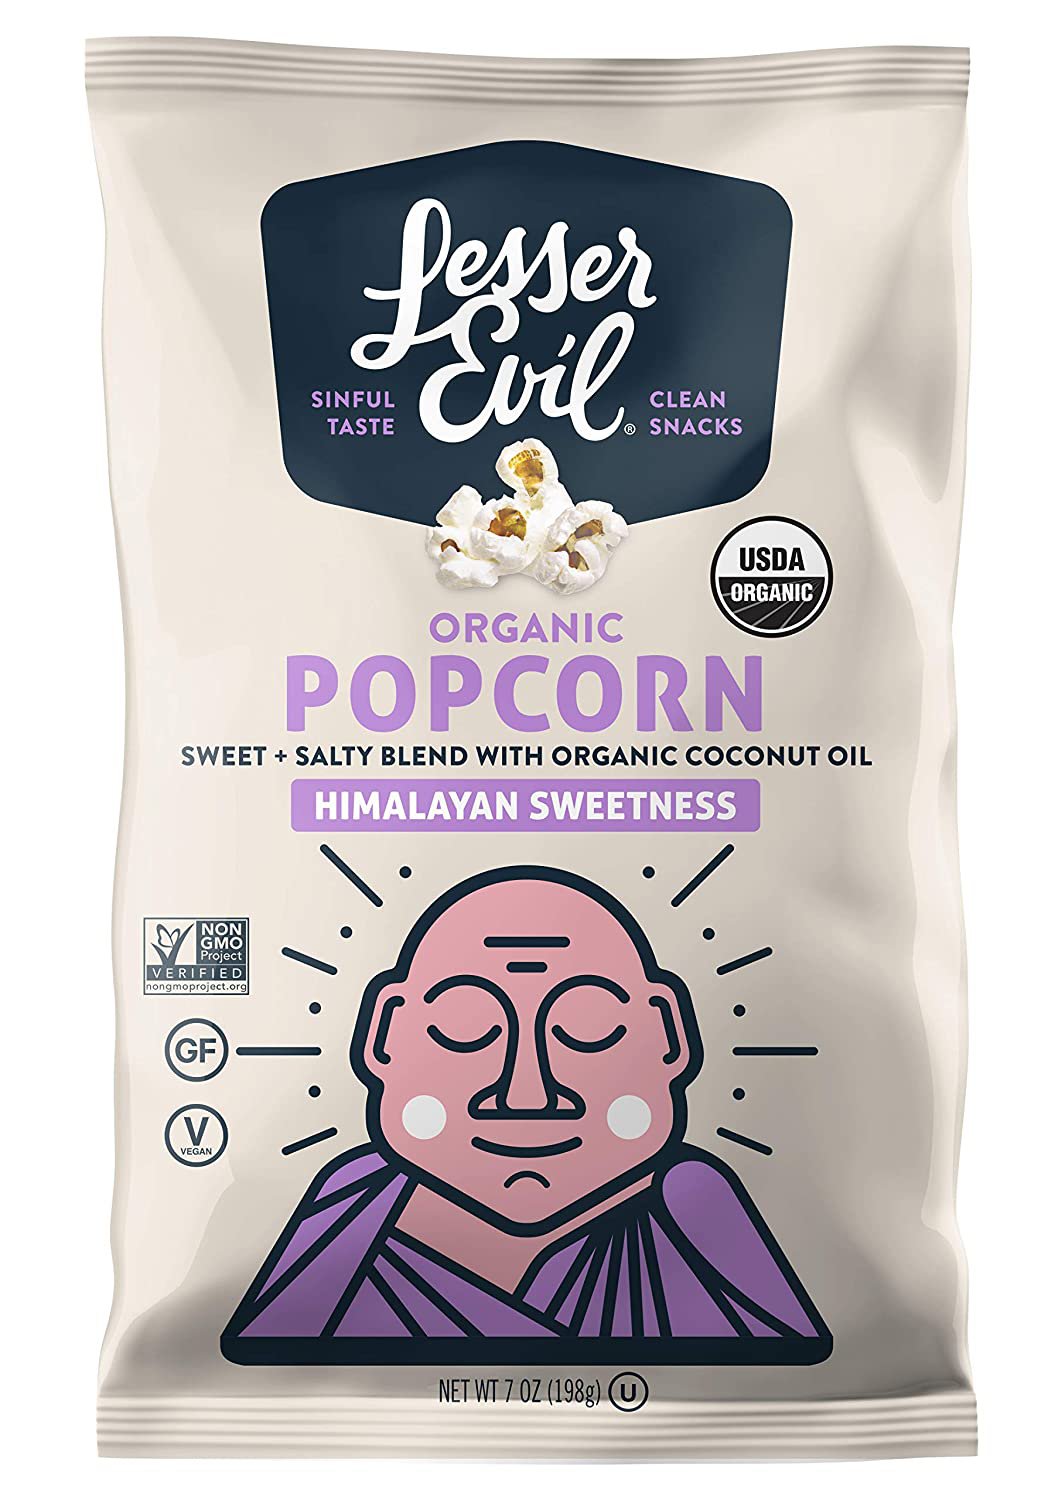 Lesser
Evil®
SINFUL
TASTE
CLEAN
SNACKS
USDA
ORGANIC
ORGANIC
POPCORN
SWEET + SALTY BLEND WITH ORGANIC COCONUT OIL
HIMALAYAN SWEETNESS
NON
GMO
Project
VERIFIED
nongmoproject.org
GF
V
VEGAN
NET WT 7 OZ (198g) U